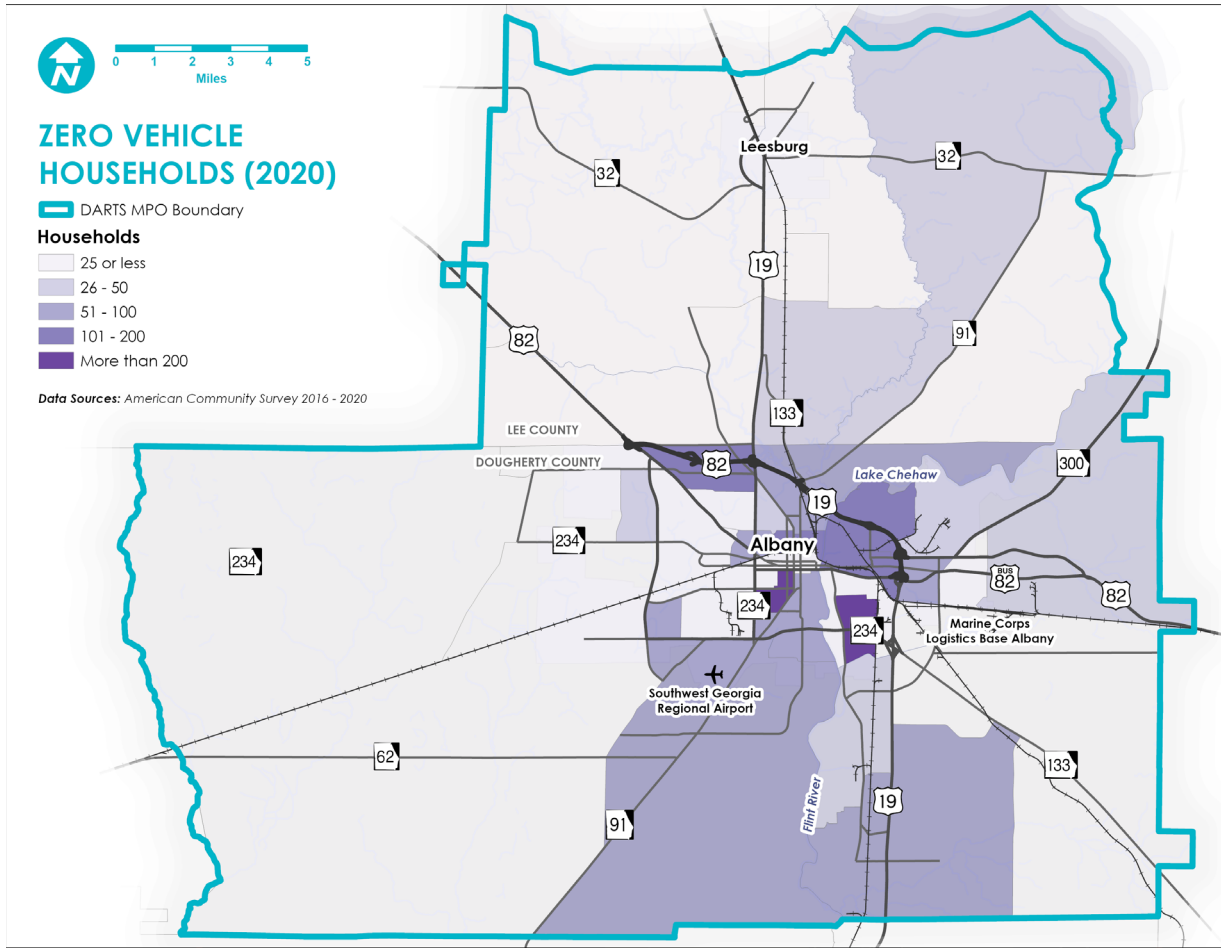 N
0 1 2 3 4 5
Miles
ZERO VEHICLE
HOUSEHOLDS (2020)
DARTS MPO Boundary
Households
25 or less
26 - 50
51 - 100
101 - 200
More than 200
Data Sources: American Community Survey 2016 - 2020
Leesburg
32
32
19
82
91
133
LEE COUNTY
DOUGHERTY COUNTY
82
300
Lake Chehaw
19
234
234
Albany
BUS
82
82
234
234
Marine Corps
Logistics Base Albany
Southwest Georgia
Regional Airport
62
133
Flint River
19
91